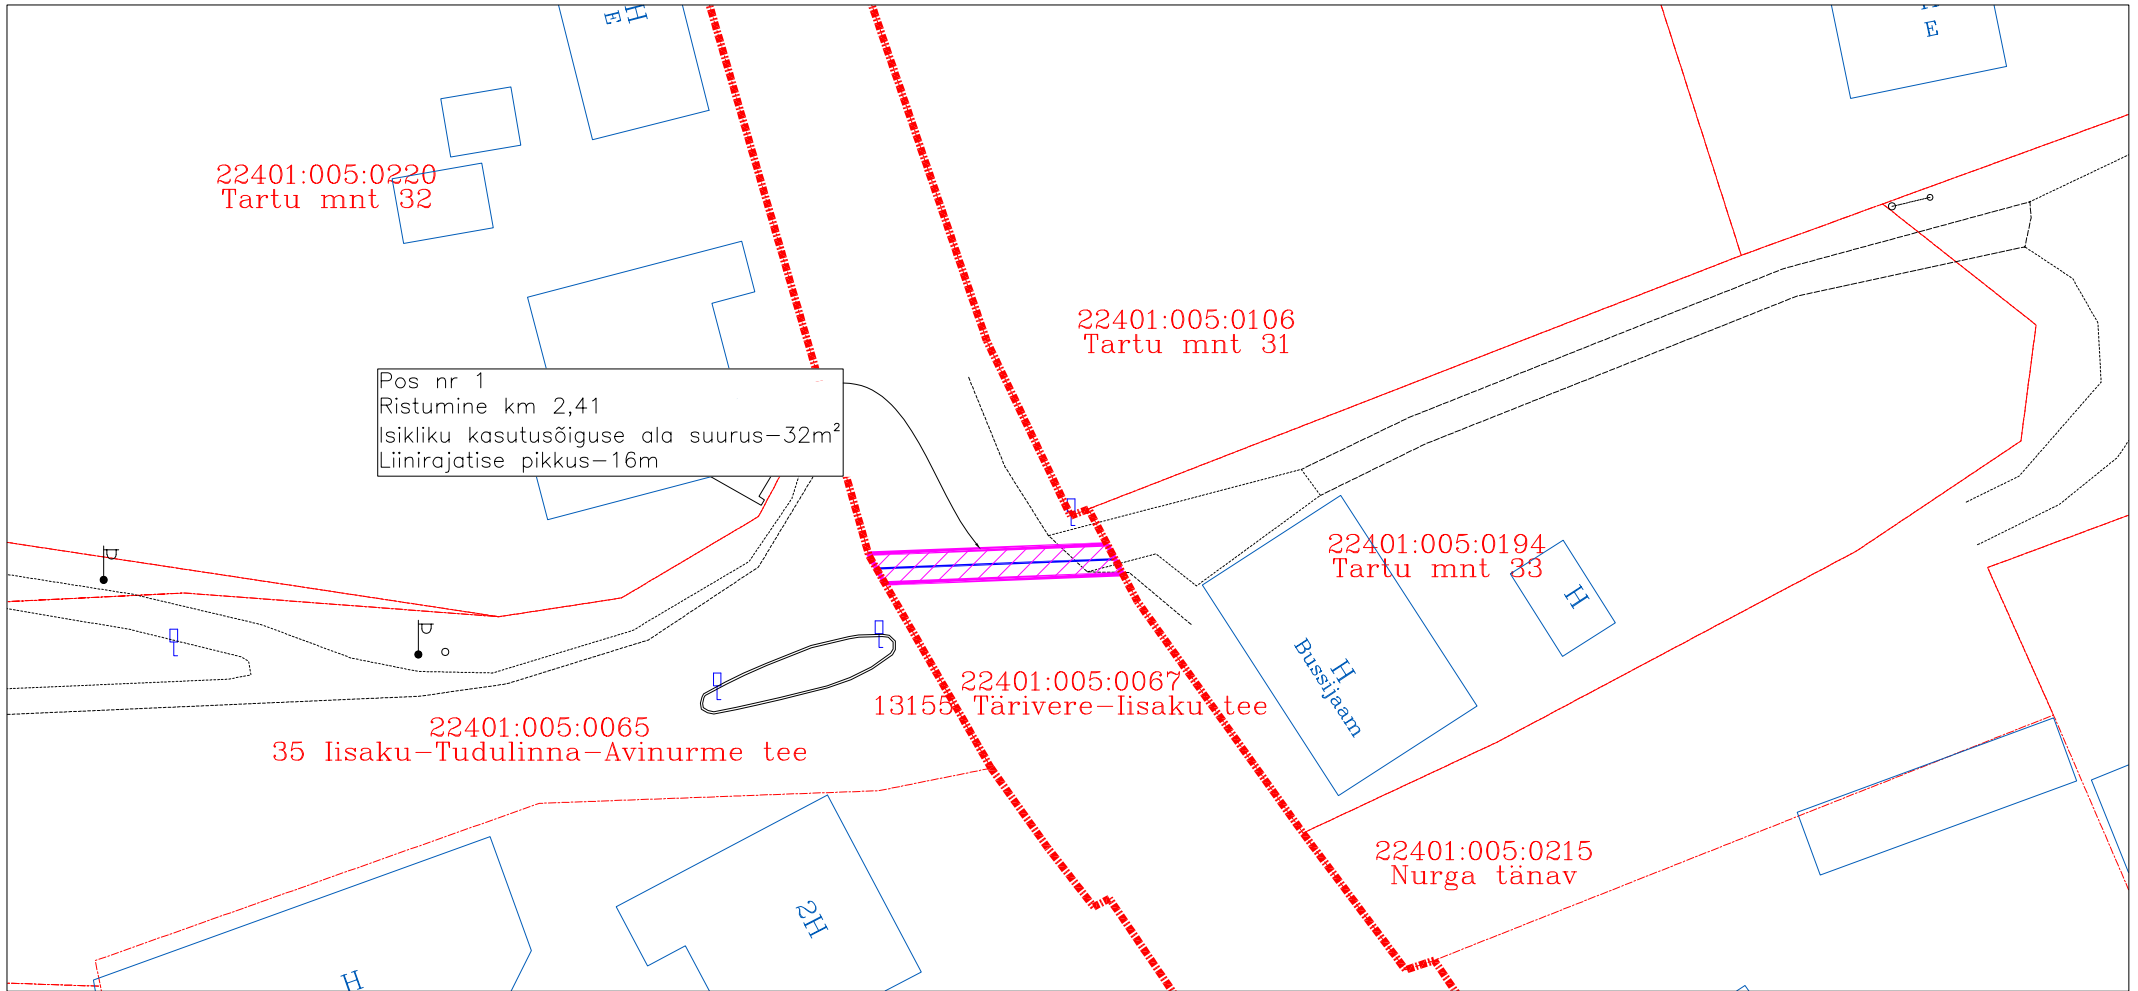 H
E
E
22401:005:0220
Tartu mnt 32
22401:005:0106
Tartu mnt 31
Pos nr 1
Ristumine km 2,41
Isikliku kasutusõiguse ala suurus-32m²
Liinirajatise pikkus-16m
22401:005:0194
Tartu mnt 33
H
H
Bussijaam
22401:005:0067
13155 Tärivere-Iisaku tee
22401:005:0065
35 Iisaku-Tudulinna-Avinurme tee
22401:005:0215
Nurga tänav
2H
H